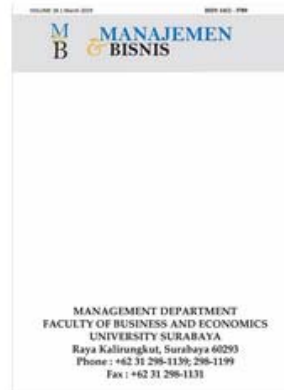 M
&
B
MANAJEMEN
BISNIS
MANAGEMENT DEPARTMENT
FACULTY OF BUSINESS AND ECONOMICS
UNIVERSITY SURABAYA
Raya Kalirungkut, Surabaya 60293
Phone : +62 31 298-1139; 298-1199
Fax : +62 31 298-1131